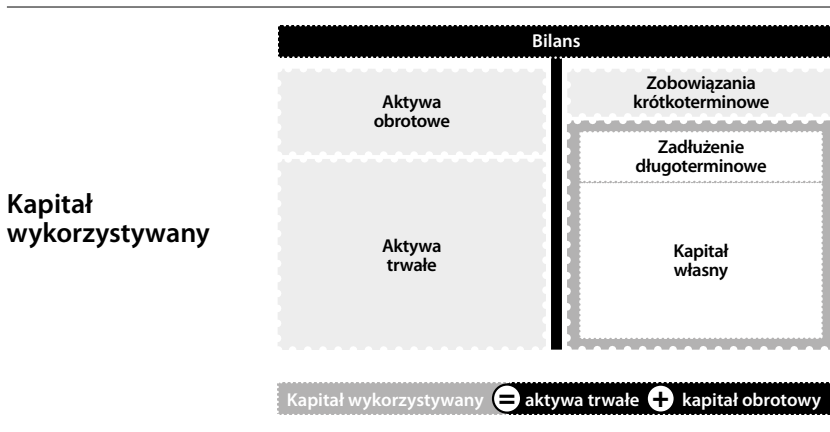 Bilans
Aktywa
obrotowe
Zobowiązania
krótkoterminowe
Zadłużenie
długoterminowe
Kapitał
wykorzystywany
Aktywa
trwałe
Kapitał
własny
Kapitał wykorzystywany = aktywa trwałe + kapitał obrotowy